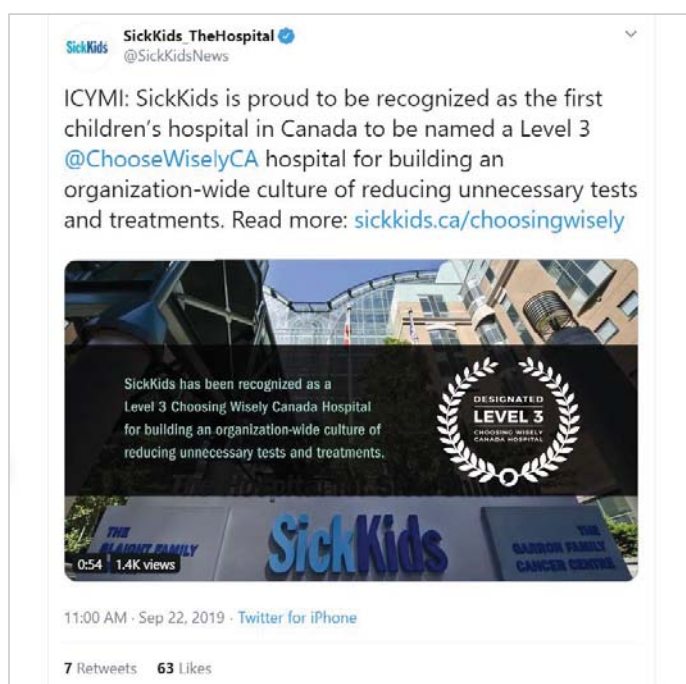 SickKids
SickKids_TheHospital
@SickKidsNews
ICYMI: SickKids is proud to be recognized as the first
children's hospital in Canada to be named a Level 3
@ChooseWiselyCA hospital for building an
organization-wide culture of reducing unnecessary tests
and treatments. Read more: sickkids.ca/choosingwisely
SickKids has been recognized as a
Level 3 Choosing Wisely Canada Hospital
for building an organization-wide culture of
reducing unnecessary tests and treatments.
DESIGNATED
LEVEL 3
CHOOSING WISELY
CANADA HOSPITAL
THE
FAMILY
SickKids
THE
GARRON FAMILY
CANCER CENTRE
0:54 1.4K views
11:00 AM · Sep 22, 2019 · Twitter for iPhone
7 Retweets 63 Likes